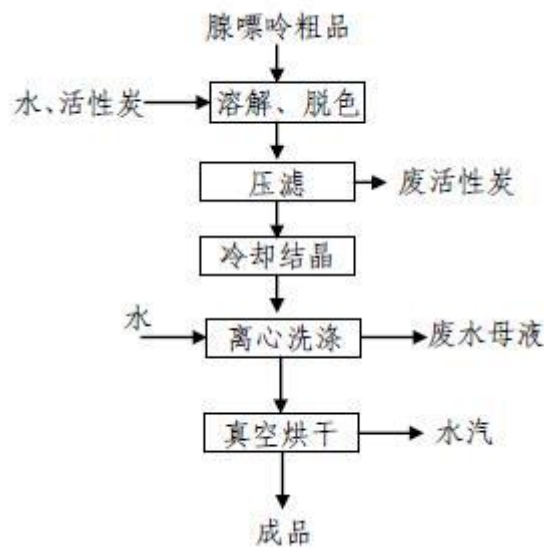 腺嘌呤粗品
水、活性炭
溶解、脱色
压滤
废活性炭
冷却结晶
水
离心洗涤
废水母液
真空烘干
水汽
成品